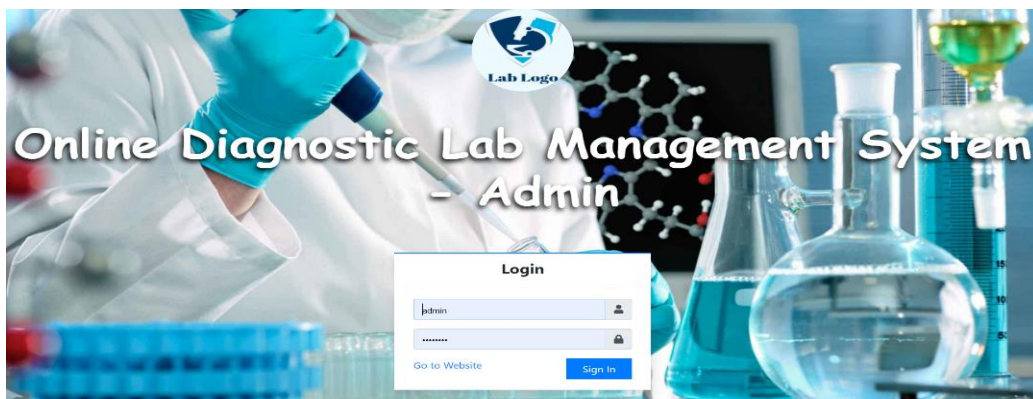 Lab Logo
Online Diagnostic Lab Management System
- Admin
Login
admin
••••••••
Go to Website
Sign In